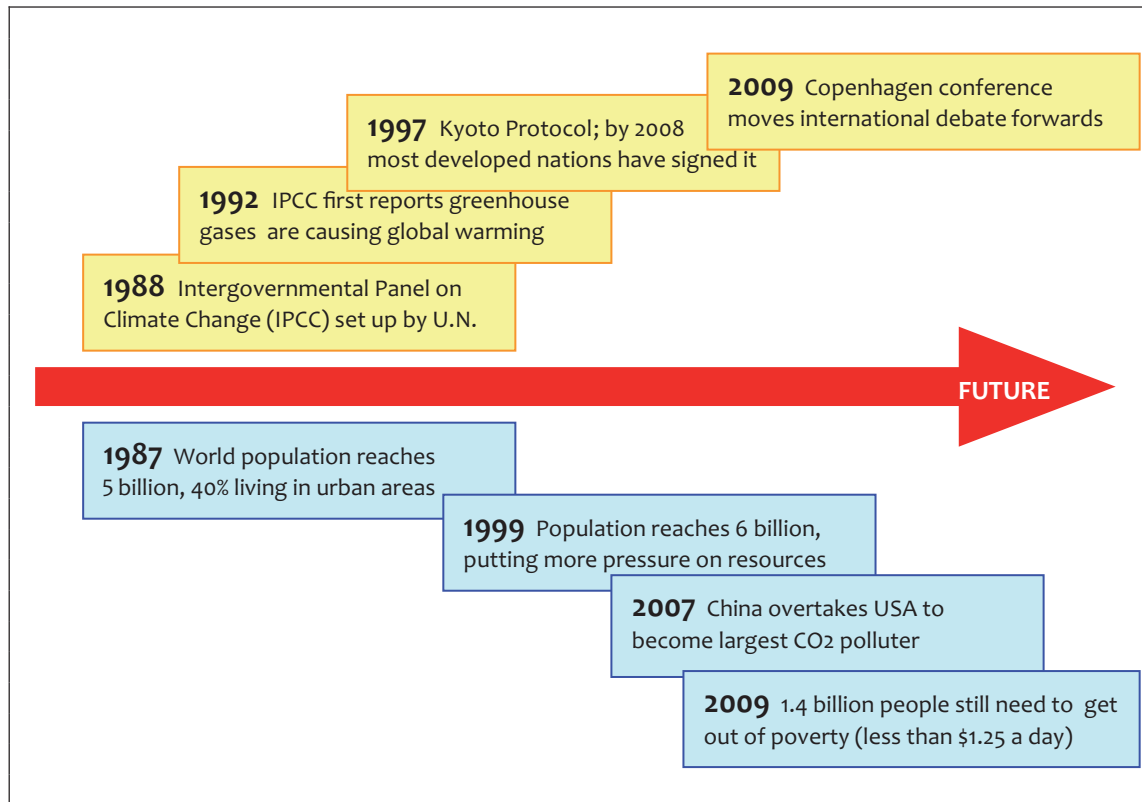 2009 Copenhagen conference
moves international debate forwards
1997 Kyoto Protocol; by 2008
most developed nations have signed it
1992 IPCC first reports greenhouse
gases are causing global warming
1988 Intergovernmental Panel on
Climate Change (IPCC) set up by U.N.
FUTURE
1987 World population reaches
5 billion, 40% living in urban areas
1999 Population reaches 6 billion,
putting more pressure on resources
2007 China overtakes USA to
become largest CO2 polluter
2009 1.4 billion people still need to get
out of poverty (less than $1.25 a day)